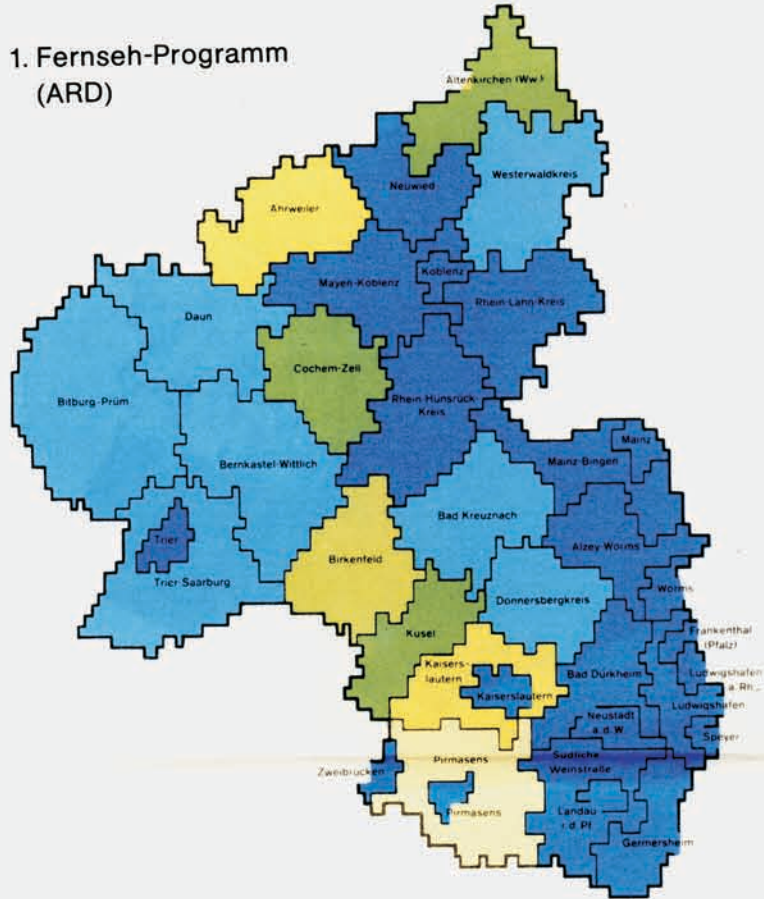 1. Fernseh-Programm
(ARD)
Altenkirchen (Ww.)
Neuwied
Westerwaldkreis
Ahrweiler
Koblenz
Mayen-Koblenz
Rhein-Lahn-Kreis
Daun
Cochem-Zell
Rhein-Hunsrück-
Kreis
Bitburg-Prüm
Bernkastel-Wittlich
Mainz
Mainz-Bingen
Bad Kreuznach
Trier
Alzey-Worms
Birkenfeld
Trier-Saarburg
Worms
Donnersbergkreis
Kusel
Frankenthal
(Pfalz)
Kaisers-
lautern
Bad Dürkheim
Ludwigshafen
a. Rh.
Kaiserslautern
Ludwigshafen
Neustadt
a.d.W.
Speyer
Pirmasens
Südliche
Weinstraße
Zweibrücken
Pirmasens
Landau
i.d.Pf
Germersheim